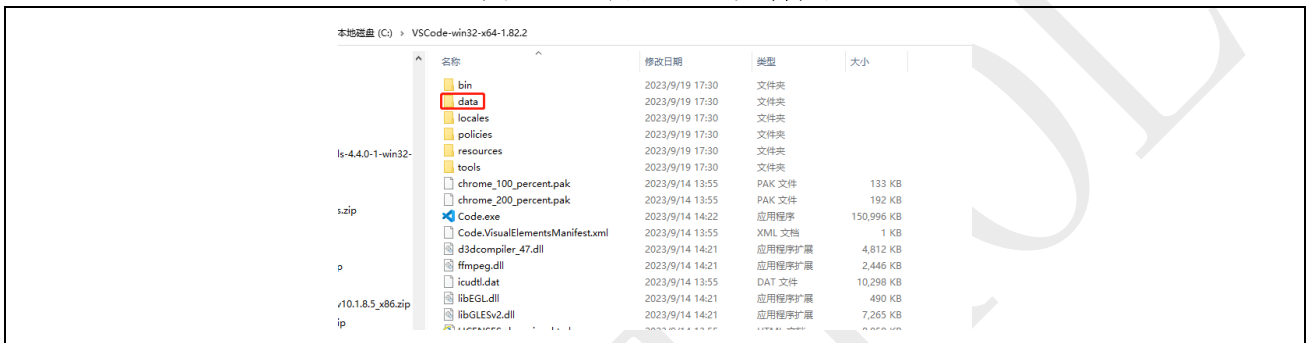 本地磁盘 (C:) › VSCode-win32-x64-1.82.2
名称 修改日期 类型 大小
bin 2023/9/19 17:30 文件夹
data 2023/9/19 17:30 文件夹
locales 2023/9/19 17:30 文件夹
policies 2023/9/19 17:30 文件夹
ls-4.4.0-1-win32- resources 2023/9/19 17:30 文件夹
tools 2023/9/19 17:30 文件夹
chrome_100_percent.pak 2023/9/14 13:55 PAK 文件 133 KB
chrome_200_percent.pak 2023/9/14 13:55 PAK 文件 192 KB
s.zip Code.exe 2023/9/14 14:22 应用程序 150,996 KB
Code.VisualElementsManifest.xml 2023/9/14 13:55 XML 文档 1 KB
d3dcompiler_47.dll 2023/9/14 14:21 应用程序扩展 4,812 KB
p ffmpeg.dll 2023/9/14 14:21 应用程序扩展 2,446 KB
icudtl.dat 2023/9/14 13:55 DAT 文件 10,298 KB
v10.1.8.5_x86.zip libEGL.dll 2023/9/14 14:21 应用程序扩展 490 KB
ip libGLESv2.dll 2023/9/14 14:21 应用程序扩展 7,265 KB